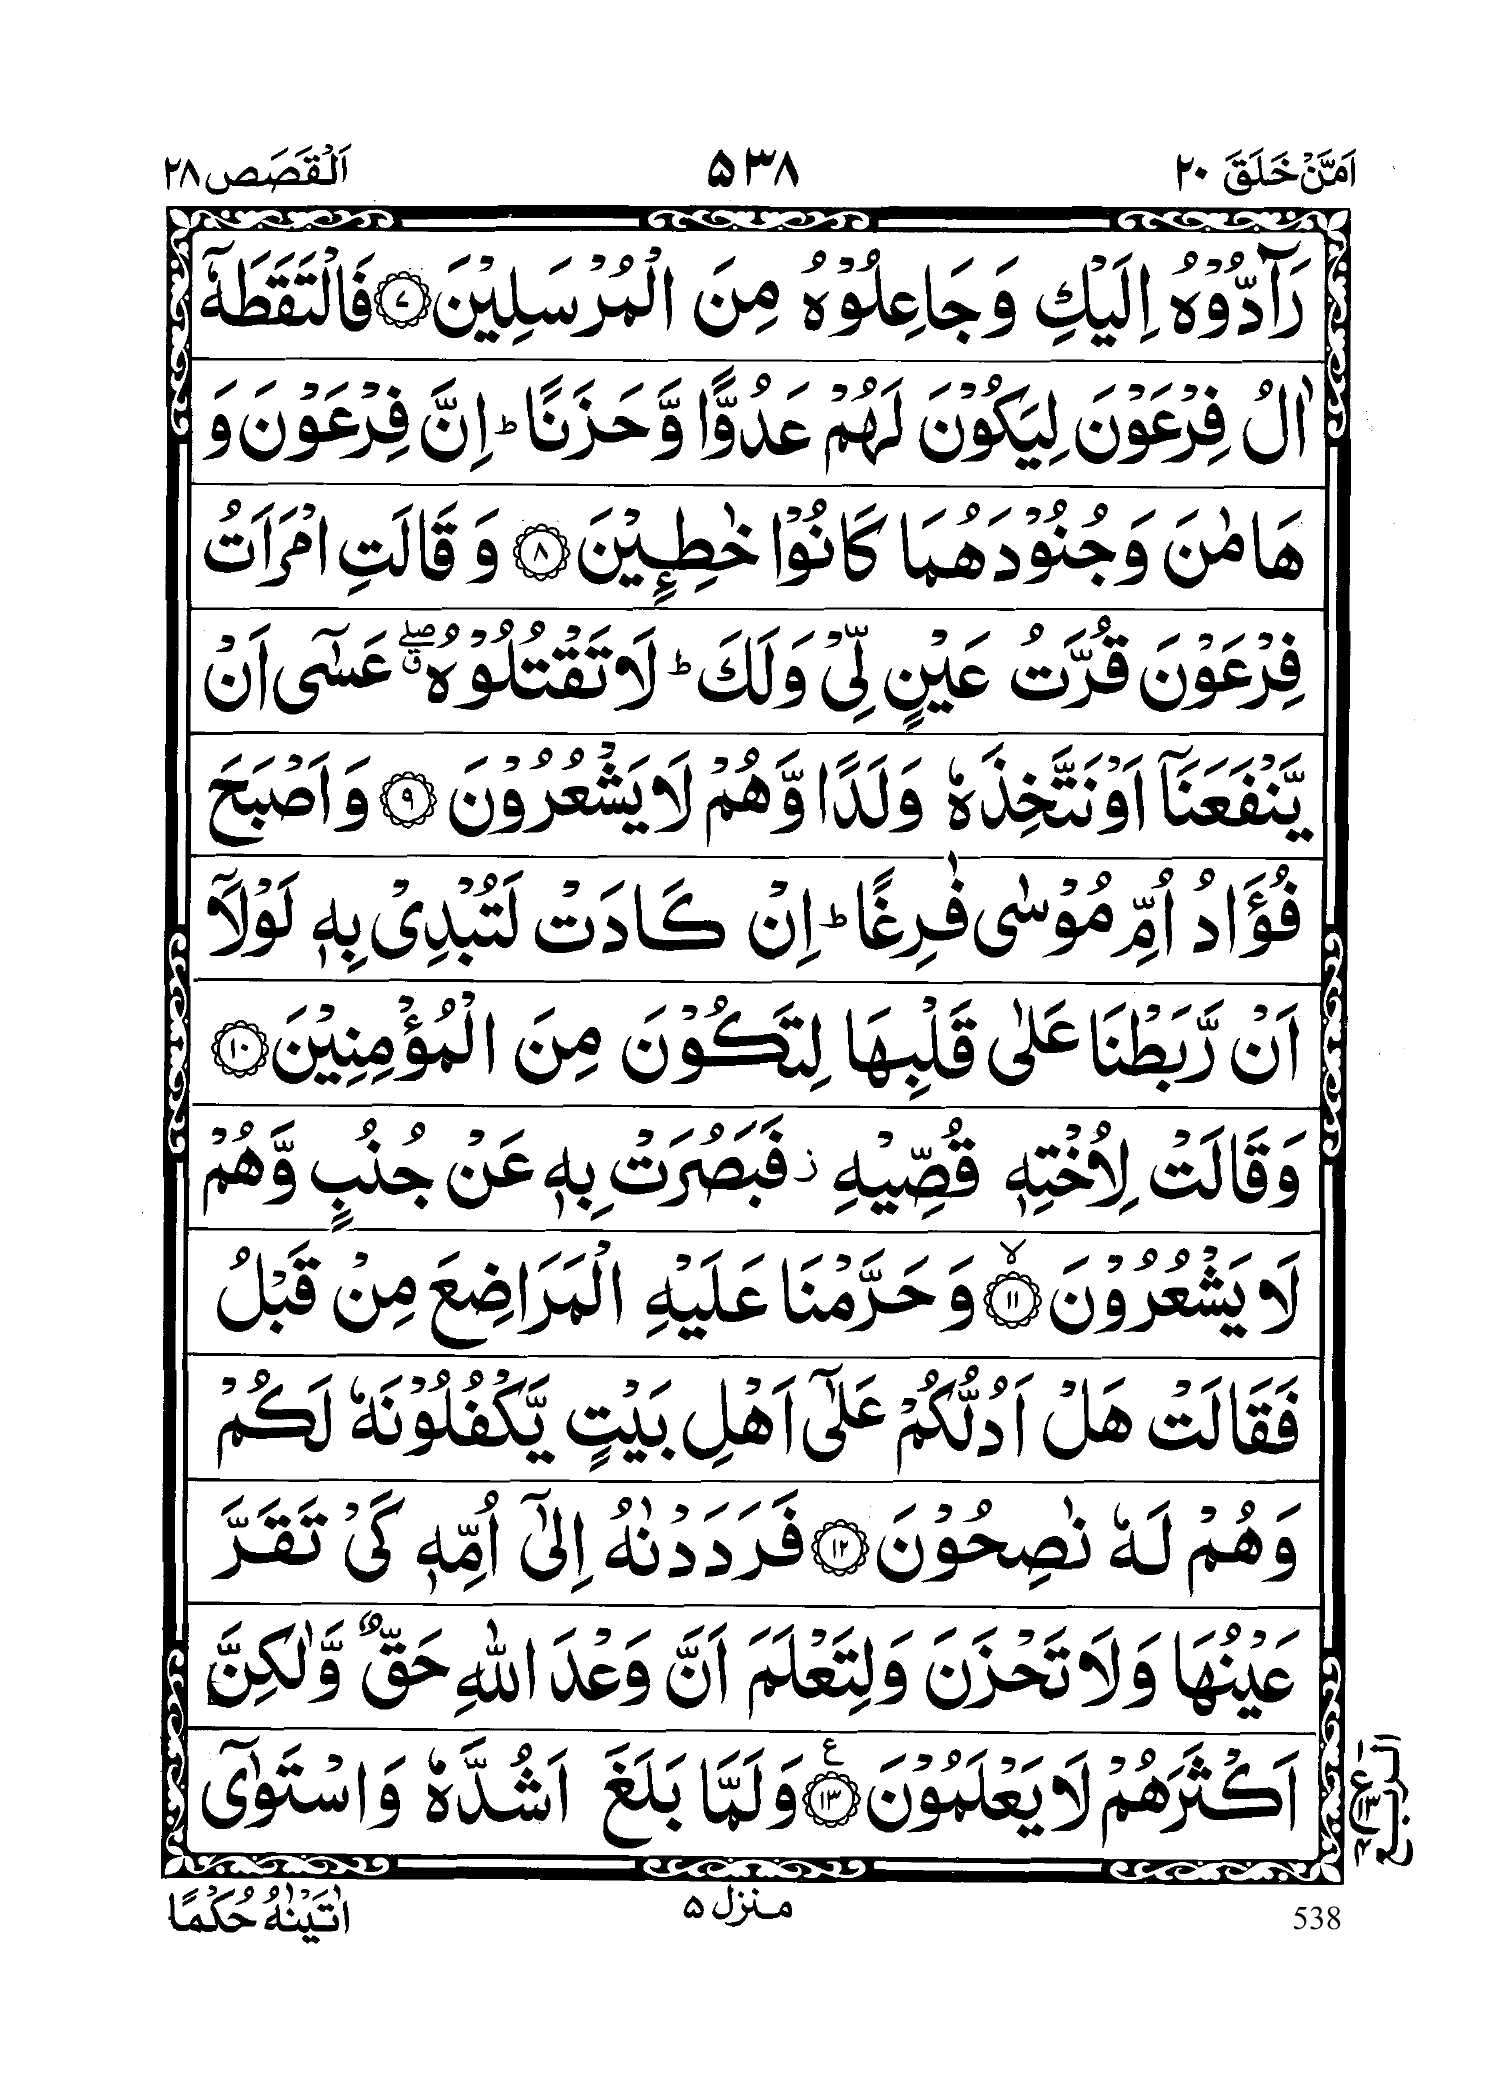 اَمَّنْ خَلَقَ ٢٠ ٥٣٨ اَلْقَصَص ٢٨
رَآدُّوْهُ اِلَيْكِ وَجَاعِلُوْهُ مِنَ الْمُرْسَلِيْنَ ﴿٧﴾ فَالْتَقَطَهٗٓ
اٰلُ فِرْعَوْنَ لِيَكُوْنَ لَهُمْ عَدُوًّا وَّحَزَنًا ؕ اِنَّ فِرْعَوْنَ وَ
هَامٰنَ وَجُنُوْدَهُمَا كَانُوْا خٰطِـِٕيْنَ ﴿٨﴾ وَ قَالَتِ امْرَاَتُ
فِرْعَوْنَ قُرَّتُ عَيْنٍ لِّيْ وَلَكَ ؕ لَا تَقْتُلُوْهُ ۖۗ عَسٰٓى اَنْ
يَّنْفَعَنَآ اَوْ نَتَّخِذَهٗ وَلَدًا وَّهُمْ لَا يَشْعُرُوْنَ ﴿٩﴾ وَاَصْبَحَ
فُؤَادُ اُمِّ مُوْسٰى فٰرِغًا ؕ اِنْ كَادَتْ لَتُبْدِيْ بِهٖ لَوْلَآ
اَنْ رَّبَطْنَا عَلٰى قَلْبِهَا لِتَكُوْنَ مِنَ الْمُؤْمِنِيْنَ ﴿١٠﴾
وَقَالَتْ لِاُخْتِهٖ قُصِّيْهِ ز فَبَصُرَتْ بِهٖ عَنْ جُنُبٍ وَّهُمْ
لَا يَشْعُرُوْنَ ﴿١١﴾ ۙ وَحَرَّمْنَا عَلَيْهِ الْمَرَاضِعَ مِنْ قَبْلُ
فَقَالَتْ هَلْ اَدُلُّكُمْ عَلٰٓى اَهْلِ بَيْتٍ يَّكْفُلُوْنَهٗ لَكُمْ
وَهُمْ لَهٗ نٰصِحُوْنَ ﴿١٢﴾ فَرَدَدْنٰهُ اِلٰٓى اُمِّهٖ كَيْ تَقَرَّ
عَيْنُهَا وَلَا تَحْزَنَ وَلِتَعْلَمَ اَنَّ وَعْدَ اللّٰهِ حَقٌّ وَّلٰكِنَّ
اَكْثَرَهُمْ لَا يَعْلَمُوْنَ ﴿١٣﴾ ع وَلَمَّا بَلَغَ اَشُدَّهٗ وَاسْتَوٰٓى
الربع
ع ١٣
538 منزل ٥ اٰتَيْنٰهُ حُكْمًا